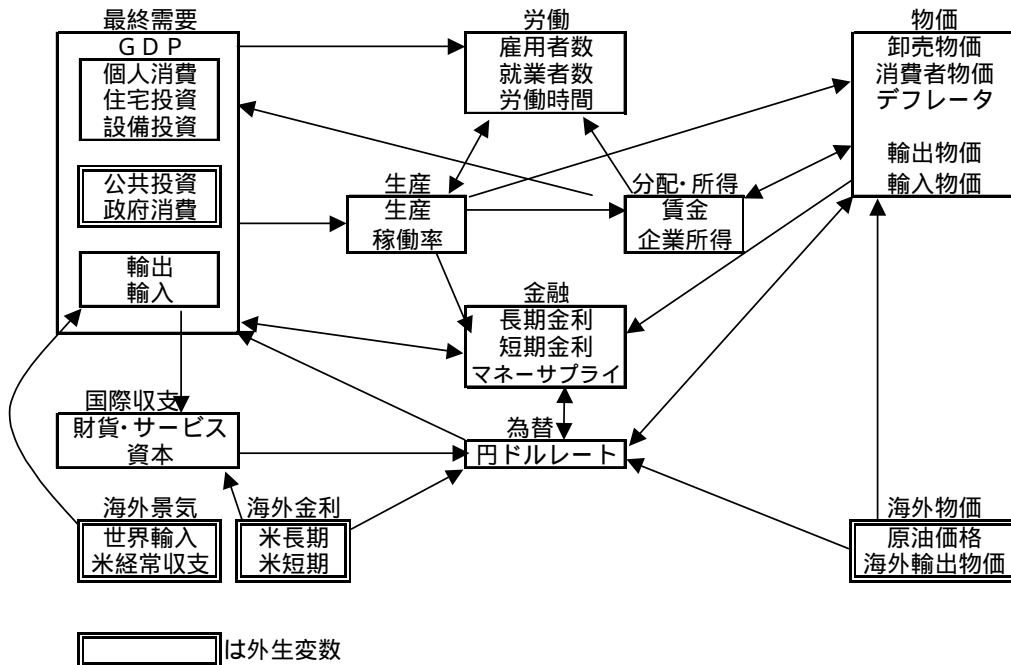 最終需要
GDP
個人消費
住宅投資
設備投資
公共投資
政府消費
輸出
輸入
労働
雇用者数
就業者数
労働時間
物価
卸売物価
消費者物価
デフレータ
輸出物価
輸入物価
生産
生産
稼働率
分配・所得
賃金
企業所得
金融
長期金利
短期金利
マネーサプライ
国際収支
財貨・サービス
資本
為替
円ドルレート
海外景気
世界輸入
米経常収支
海外金利
米長期
米短期
海外物価
原油価格
海外輸出物価
は外生変数